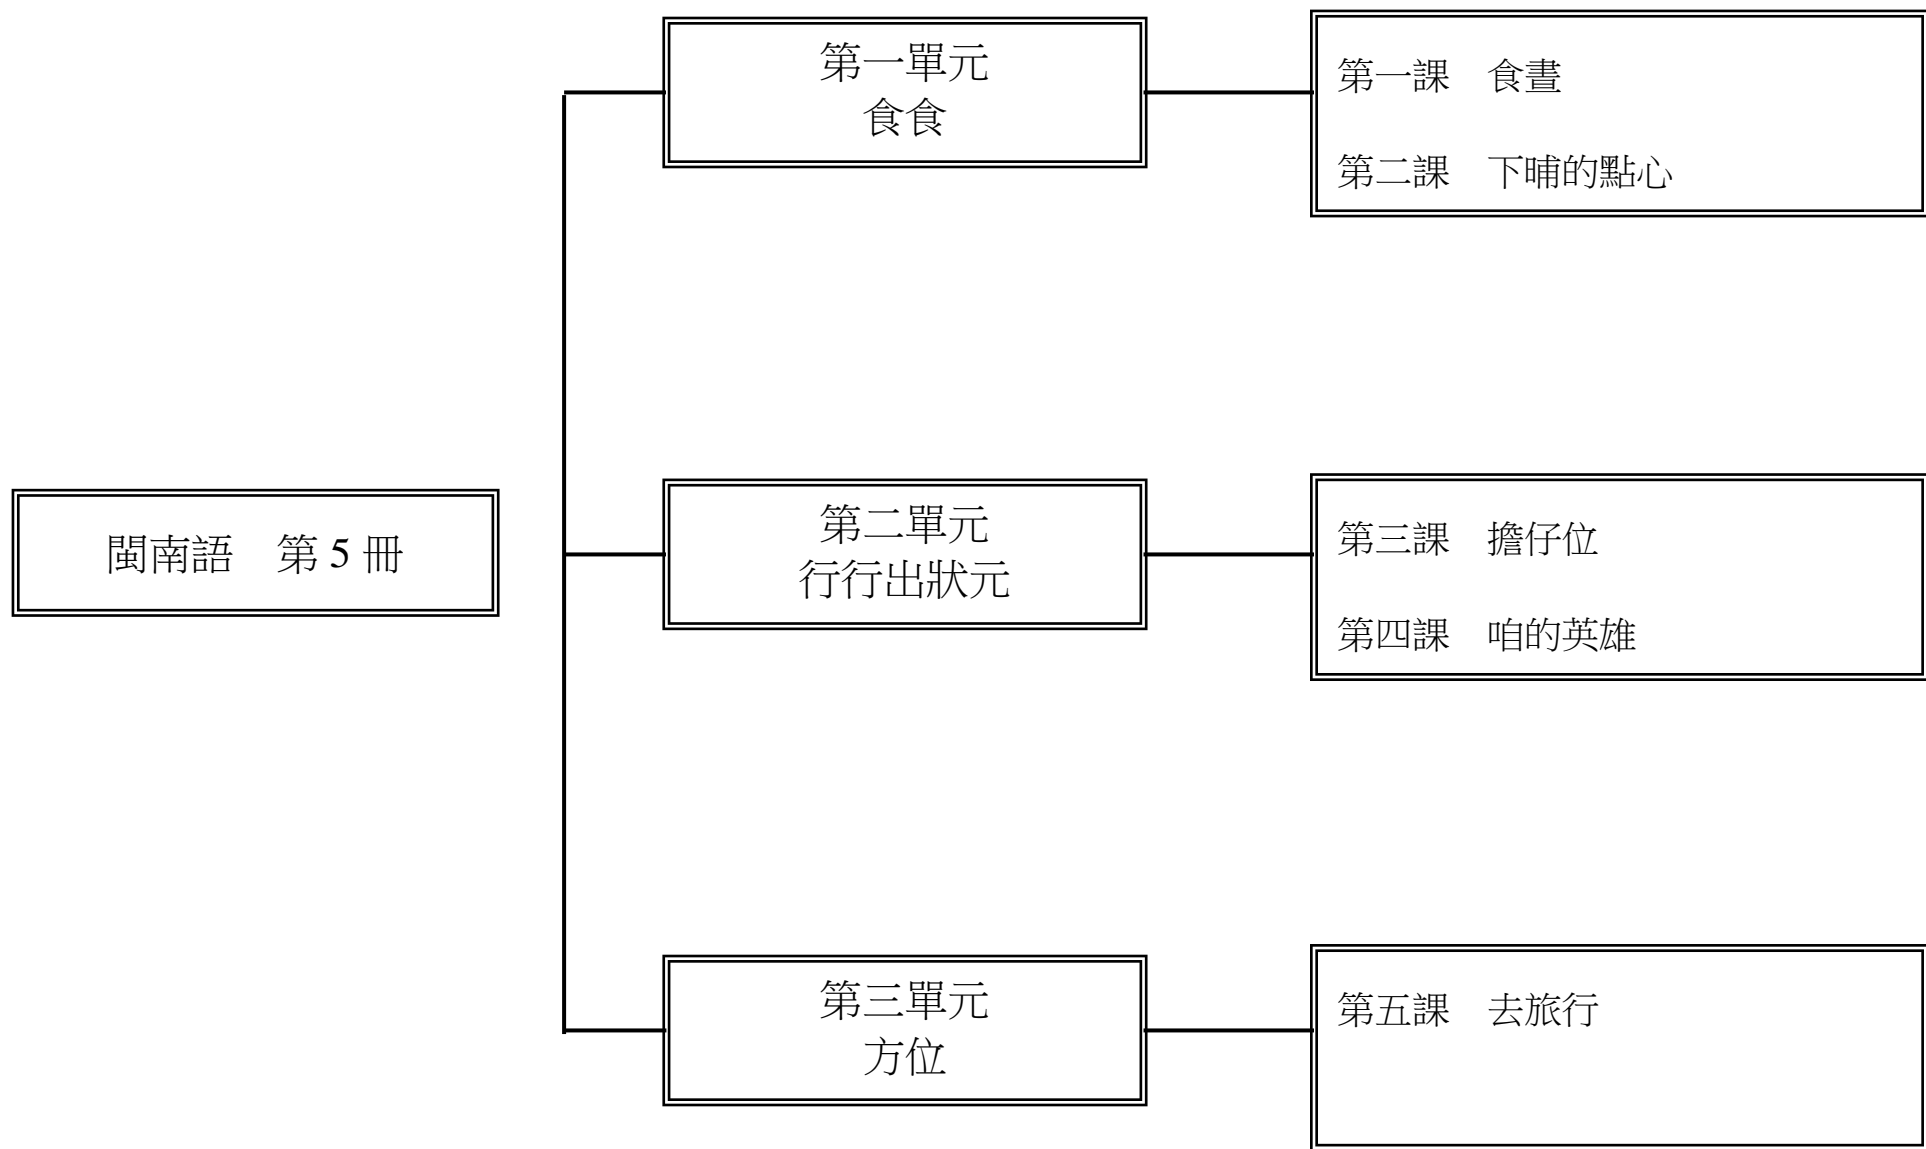 閩南語　第 5 冊
第一單元
食食
第一課　食晝
第二課　下晡的點心
第二單元
行行出狀元
第三課　擔仔位
第四課　咱的英雄
第三單元
方位
第五課　去旅行